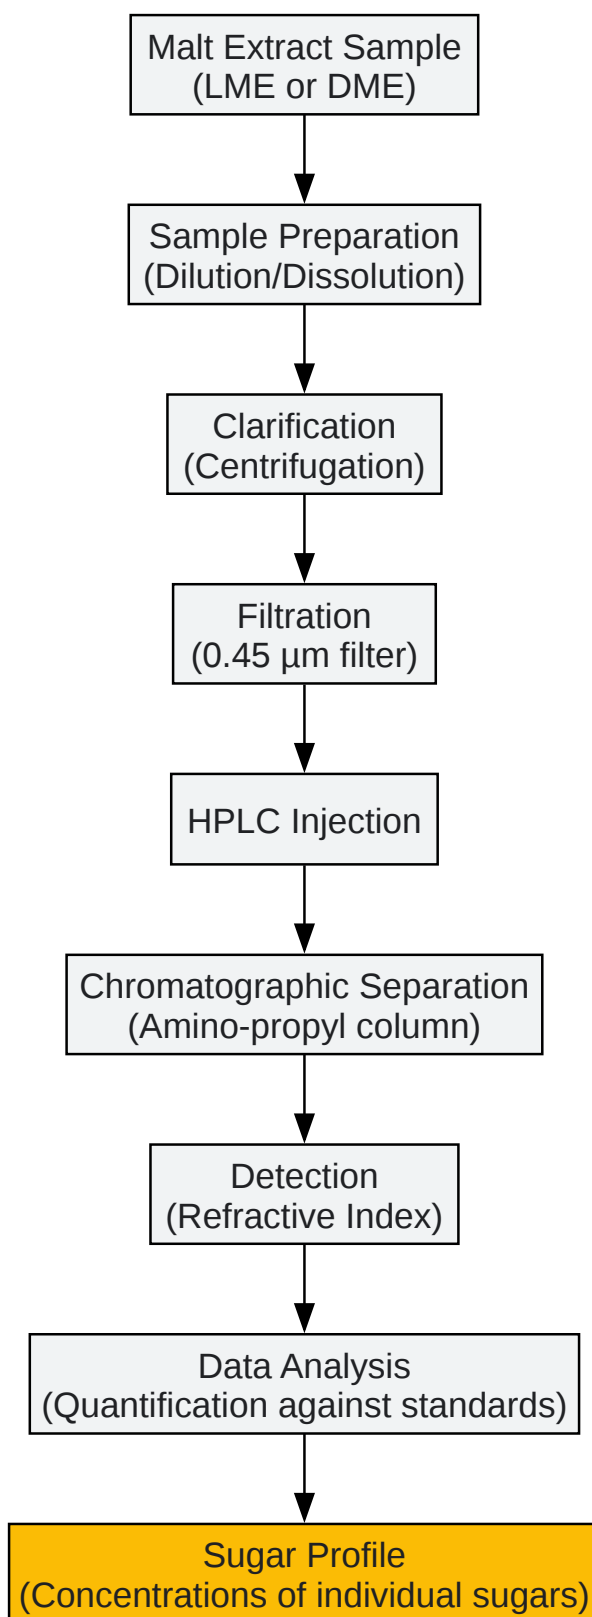 Malt Extract Sample
(LME or DME)
Sample Preparation
(Dilution/Dissolution)
Clarification
(Centrifugation)
Filtration
(0.45 µm filter)
HPLC Injection
Chromatographic Separation
(Amino-propyl column)
Detection
(Refractive Index)
Data Analysis
(Quantification against standards)
Sugar Profile
(Concentrations of individual sugars)